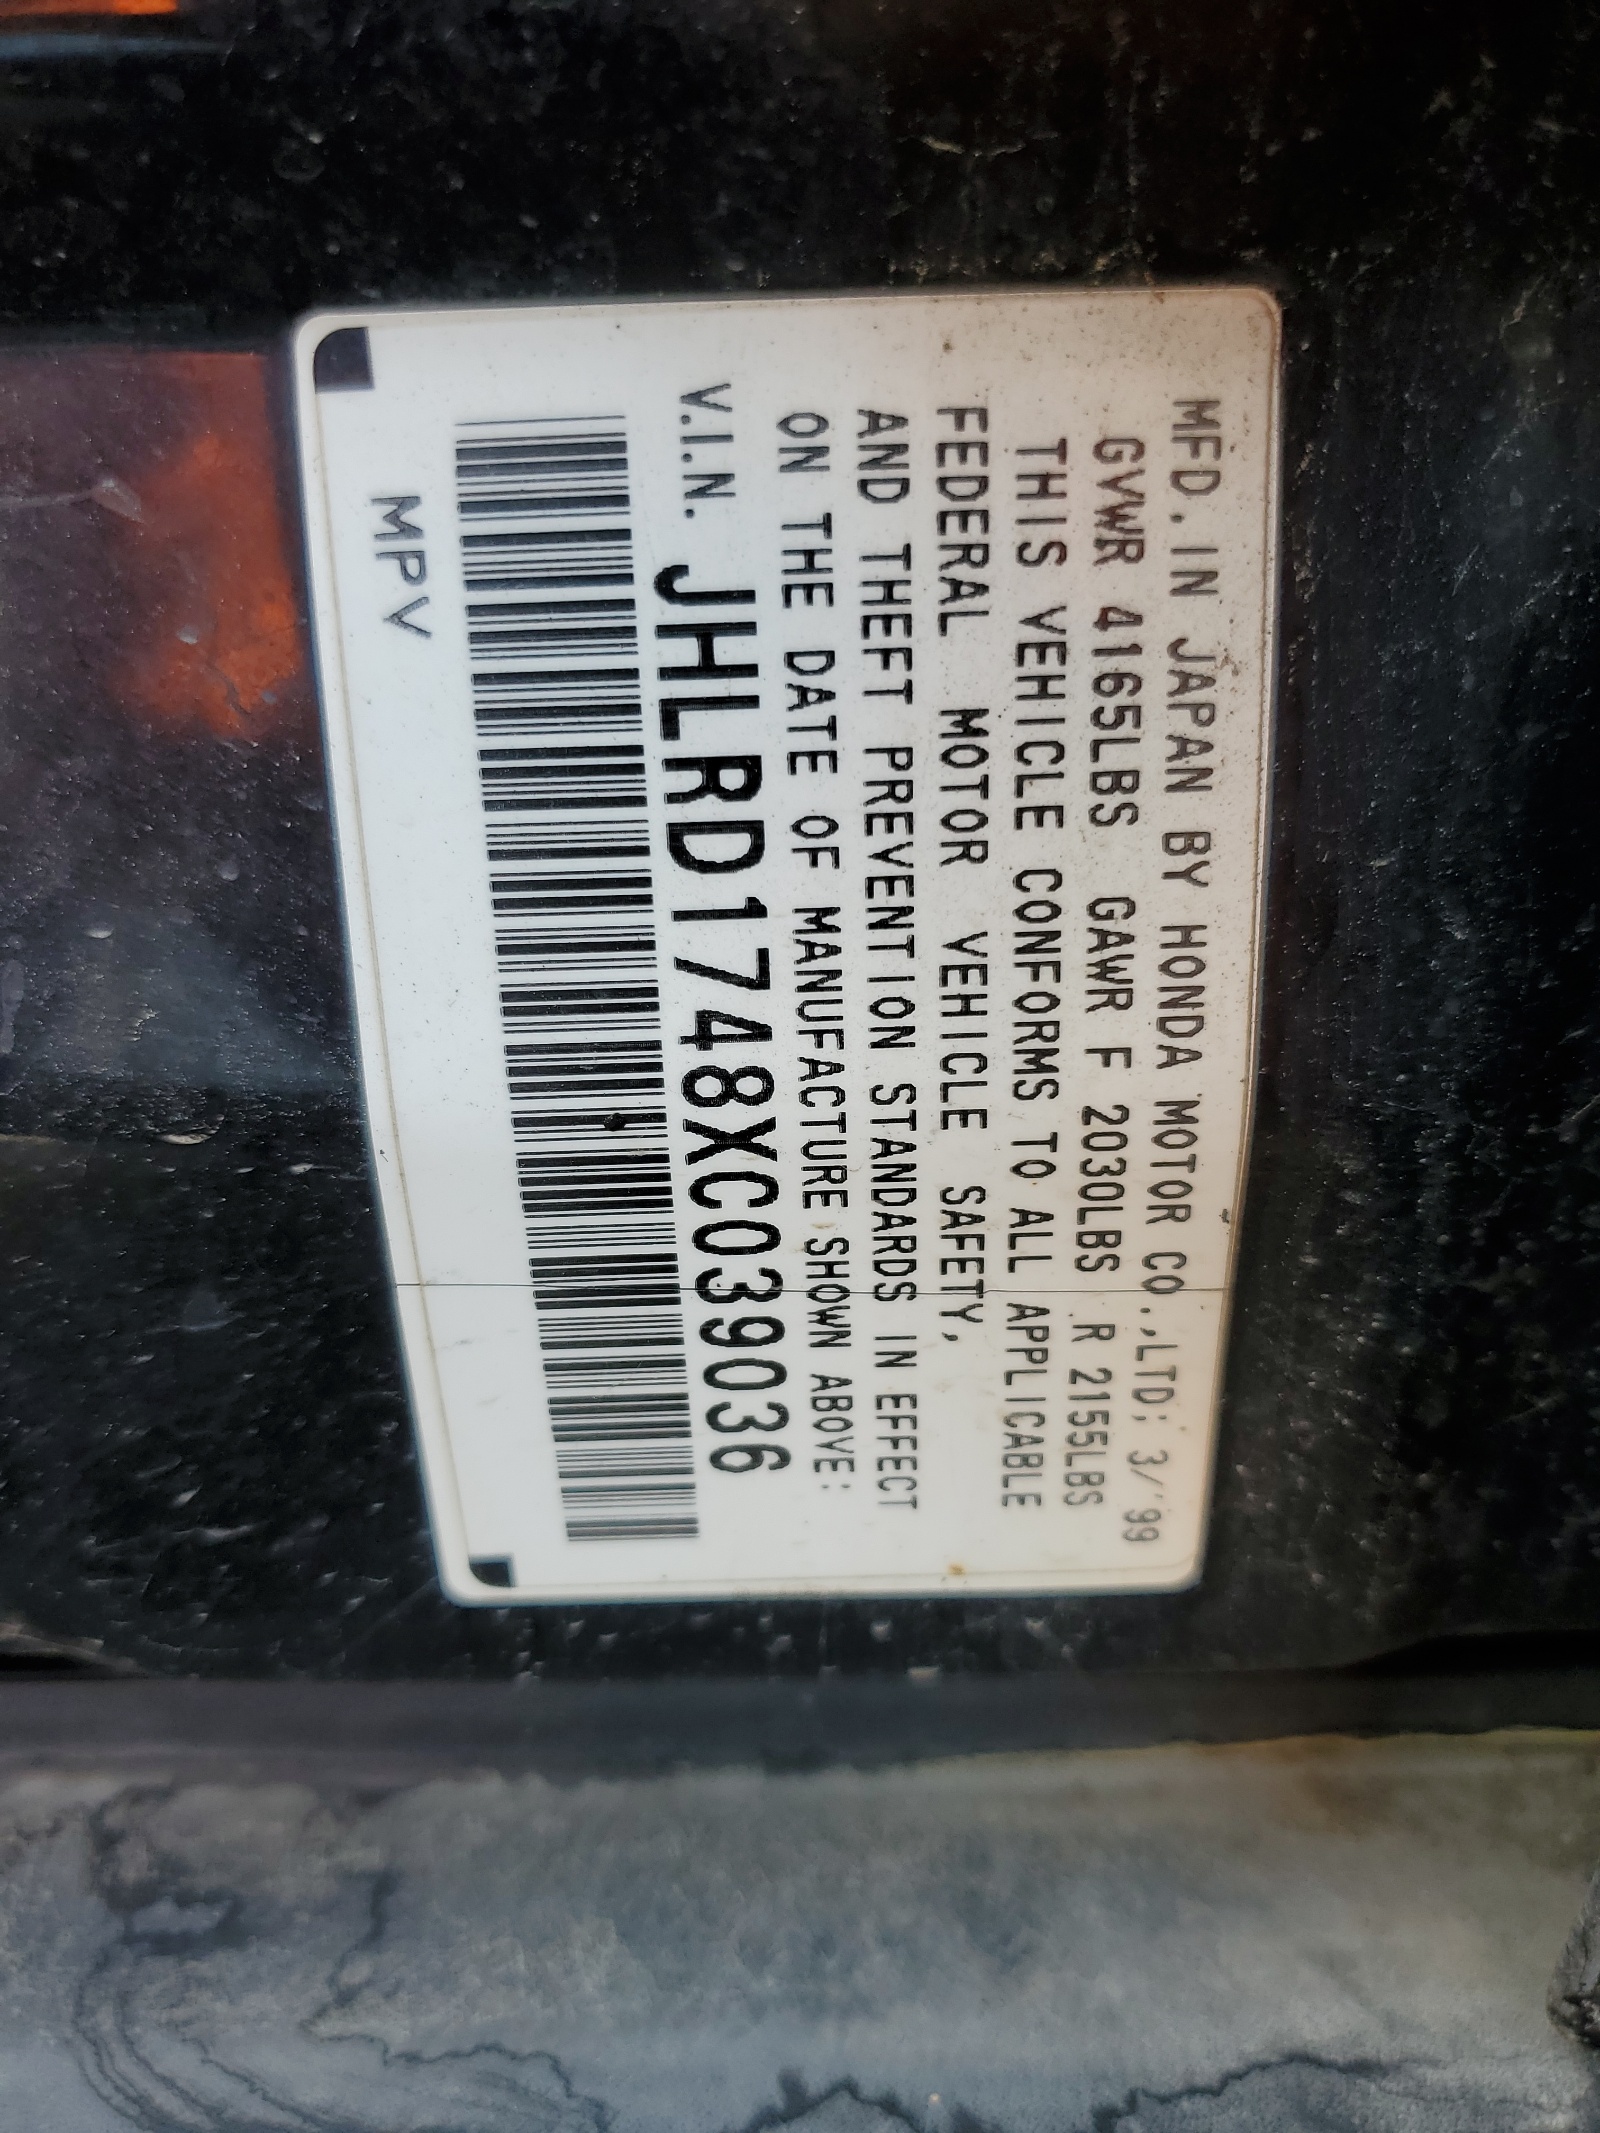 MFD. IN JAPAN BY HONDA MOTOR CO.,LTD; 3/'99
GVWR 4165LBS GAWR F 2030LBS R 2155LBS
THIS VEHICLE CONFORMS TO ALL APPLICABLE
FEDERAL MOTOR VEHICLE SAFETY,
AND THEFT PREVENTION STANDARDS IN EFFECT
ON THE DATE OF MANUFACTURE SHOWN ABOVE:
V.I.N. JHLRD1748XC039036
MPV